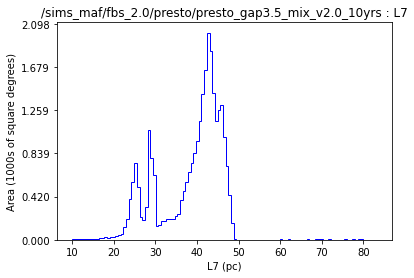 /sims_maf/fbs_2.0/presto/presto_gap3.5_mix_v2.0_10yrs : L7
2.098
1.679
1.259
0.839
0.420
0.000
Area (1000s of square degrees)
10 20 30 40 50 60 70 80
L7 (pc)